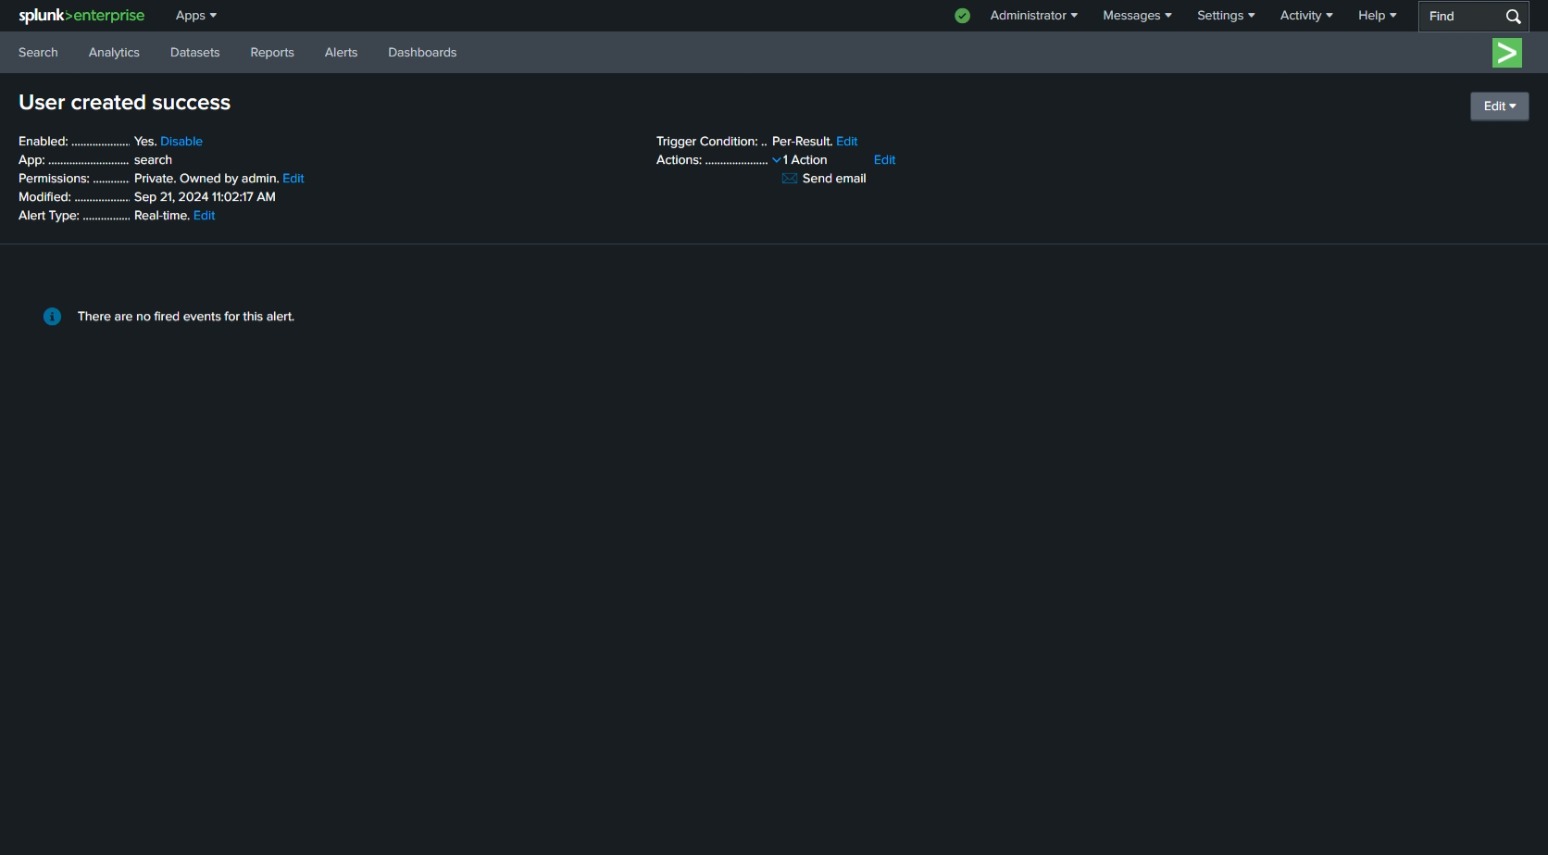 splunk>enterprise Apps Administrator Messages Settings Activity Help Find
Search Analytics Datasets Reports Alerts Dashboards
User created success
Edit
Enabled: ................... Yes. Disable
App: .......................... search
Permissions: ............ Private. Owned by admin. Edit
Modified: .................. Sep 21, 2024 11:02:17 AM
Alert Type: ............... Real-time. Edit
Trigger Condition: .. Per-Result. Edit
Actions: .................... 1 Action Edit
Send email
There are no fired events for this alert.